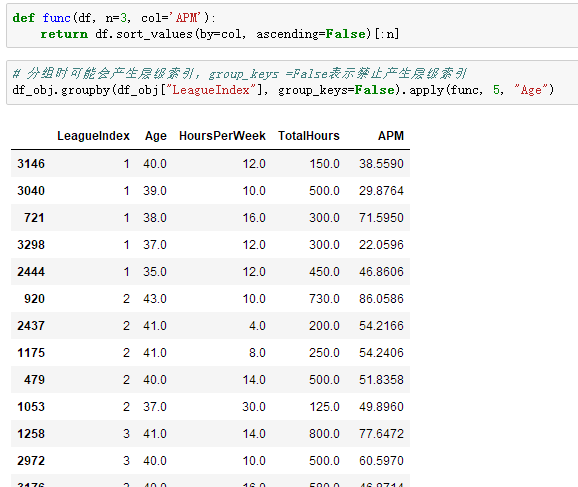 def func(df, n=3, col='APM'):
    return df.sort_values(by=col, ascending=False)[:n]
# 分组时可能会产生层级索引，group_keys =False表示禁止产生层级索引
df_obj.groupby(df_obj["LeagueIndex"], group_keys=False).apply(func, 5, "Age")
LeagueIndex Age HoursPerWeek TotalHours APM
3146 1 40.0 12.0 150.0 38.5590
3040 1 39.0 10.0 500.0 29.8764
721 1 38.0 16.0 300.0 71.5950
3298 1 37.0 12.0 300.0 22.0596
2444 1 35.0 12.0 450.0 46.8606
920 2 43.0 10.0 730.0 86.0586
2437 2 41.0 4.0 200.0 54.2166
1175 2 41.0 8.0 250.0 54.2406
479 2 40.0 14.0 500.0 51.8358
1053 2 37.0 30.0 125.0 49.8960
1258 3 41.0 14.0 800.0 77.6472
2972 3 40.0 10.0 500.0 60.5970